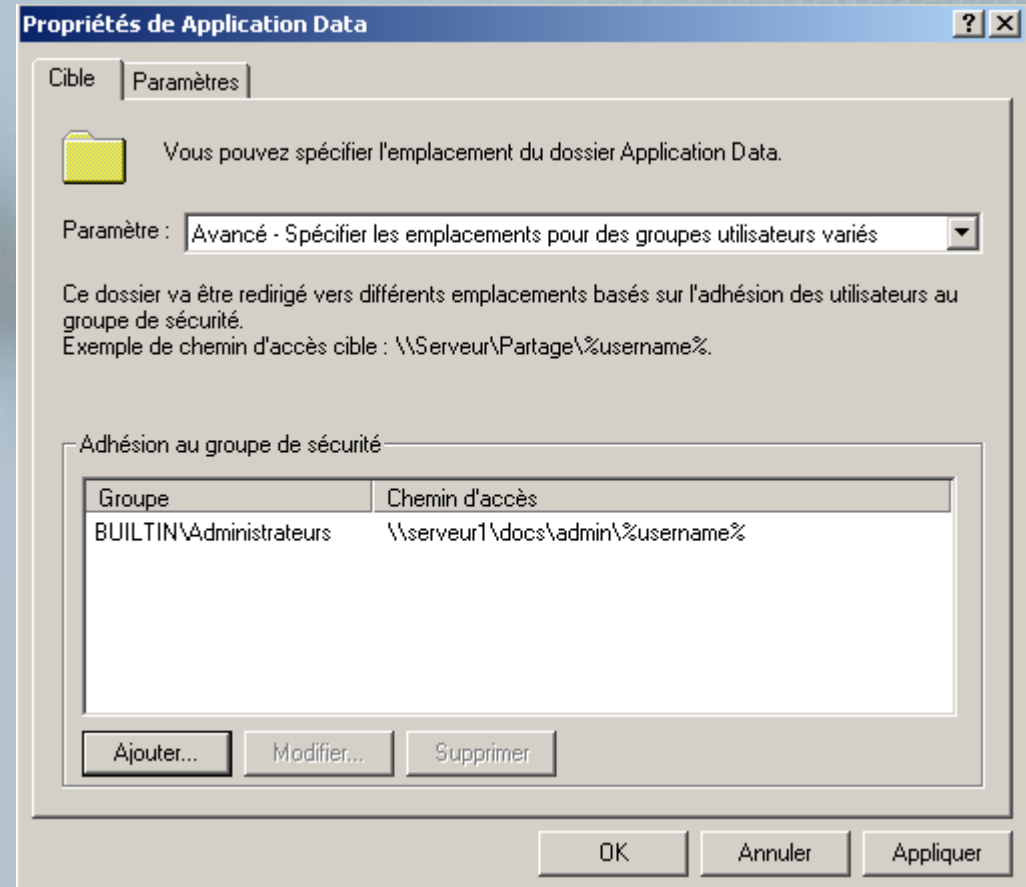 Propriétés de Application Data
Cible
Paramètres
Vous pouvez spécifier l'emplacement du dossier Application Data.
Paramètre :
Avancé - Spécifier les emplacements pour des groupes utilisateurs variés
Ce dossier va être redirigé vers différents emplacements basés sur l'adhésion des utilisateurs au
groupe de sécurité.
Exemple de chemin d'accès cible : \\Serveur\Partage\%username%.
Adhésion au groupe de sécurité
Groupe Chemin d'accès
BUILTIN\Administrateurs \\serveur1\docs\admin\%username%
Ajouter... Modifier... Supprimer
OK Annuler Appliquer